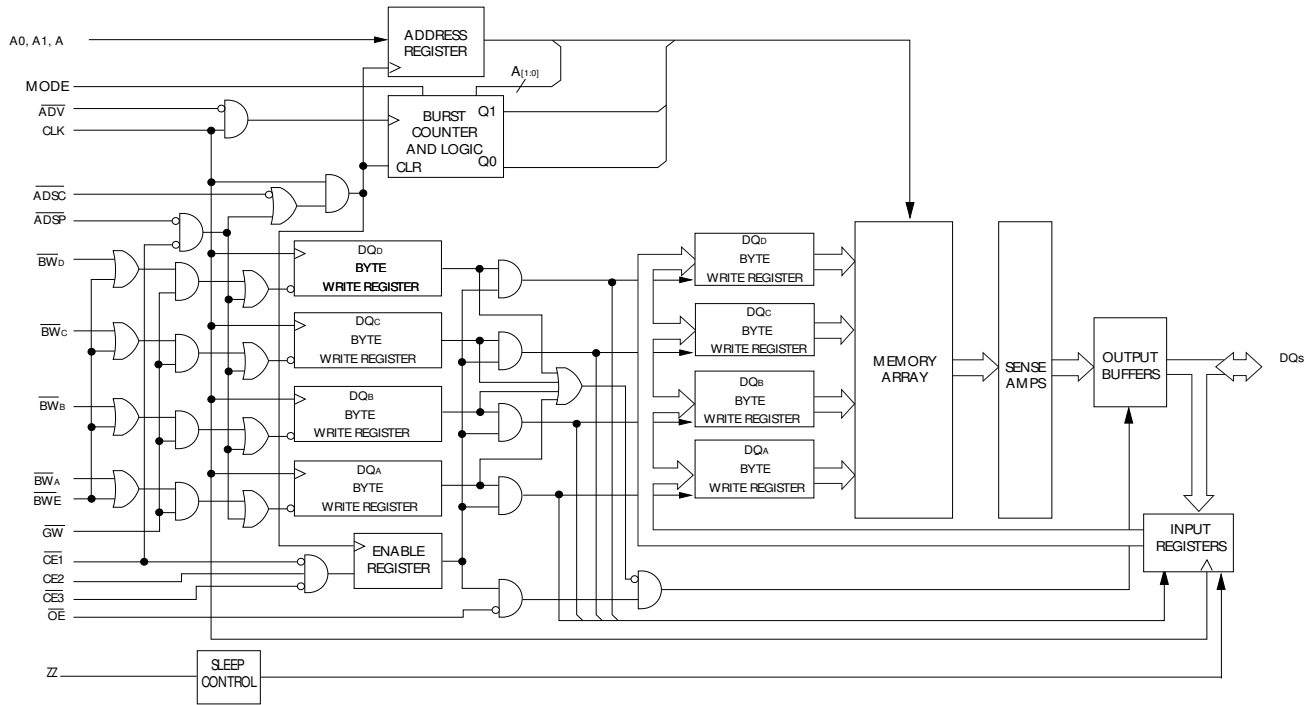 A0, A1, A
ADDRESS
REGISTER
A[1:0]
MODE
ADV
CLK
BURST
COUNTER
AND LOGIC
CLR
Q1
Q0
ADSC
ADSP
BWD
DQD
BYTE
WRITE REGISTER
DQD
BYTE
WRITE REGISTER
BWC
DQC
BYTE
WRITE REGISTER
DQC
BYTE
WRITE REGISTER
MEMORY
ARRAY
SENSE
AMPS
OUTPUT
BUFFERS
DQs
BWB
DQB
BYTE
WRITE REGISTER
DQB
BYTE
WRITE REGISTER
BWA
BWE
DQA
BYTE
WRITE REGISTER
DQA
BYTE
WRITE REGISTER
GW
CE1
CE2
CE3
OE
ENABLE
REGISTER
INPUT
REGISTERS
ZZ
SLEEP
CONTROL